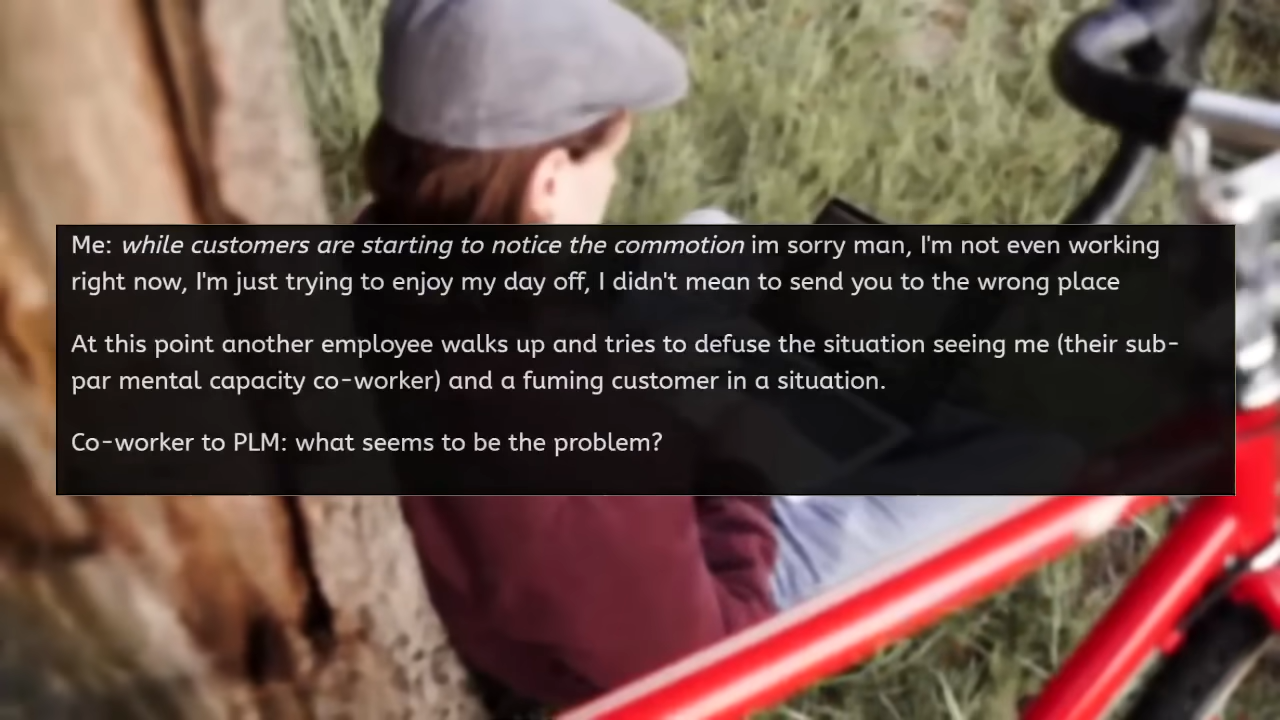 Me: while customers are starting to notice the commotion im sorry man, I'm not even working
right now, I'm just trying to enjoy my day off, I didn't mean to send you to the wrong place
At this point another employee walks up and tries to defuse the situation seeing me (their sub-
par mental capacity co-worker) and a fuming customer in a situation.
Co-worker to PLM: what seems to be the problem?